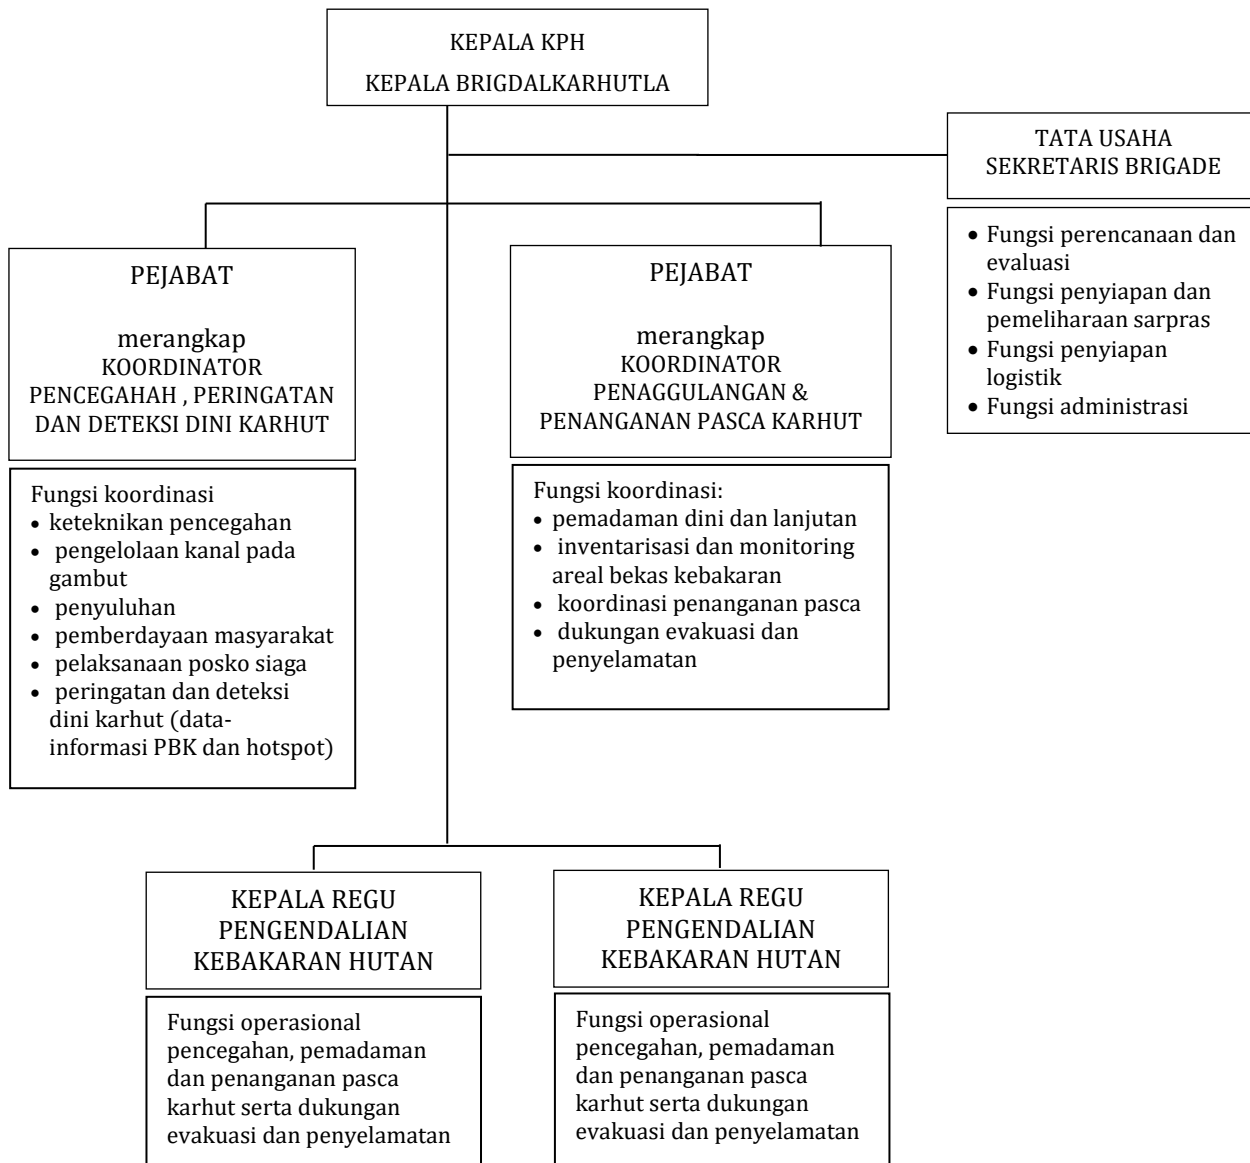 KEPALA KPH
KEPALA BRIGDALKARHUTLA
TATA USAHA
SEKRETARIS BRIGADE
• Fungsi perencanaan dan
evaluasi
• Fungsi penyiapan dan
pemeliharaan sarpras
• Fungsi penyiapan
logistik
• Fungsi administrasi
PEJABAT
merangkap
KOORDINATOR
PENCEGAHAH , PERINGATAN
DAN DETEKSI DINI KARHUT
Fungsi koordinasi
• keteknikan pencegahan
• pengelolaan kanal pada
gambut
• penyuluhan
• pemberdayaan masyarakat
• pelaksanaan posko siaga
• peringatan dan deteksi
dini karhut (data-
informasi PBK dan hotspot)
PEJABAT
merangkap
KOORDINATOR
PENAGGULANGAN &
PENANGANAN PASCA KARHUT
Fungsi koordinasi:
• pemadaman dini dan lanjutan
• inventarisasi dan monitoring
areal bekas kebakaran
• koordinasi penanganan pasca
• dukungan evakuasi dan
penyelamatan
KEPALA REGU
PENGENDALIAN
KEBAKARAN HUTAN
Fungsi operasional
pencegahan, pemadaman
dan penanganan pasca
karhut serta dukungan
evakuasi dan penyelamatan
KEPALA REGU
PENGENDALIAN
KEBAKARAN HUTAN
Fungsi operasional
pencegahan, pemadaman
dan penanganan pasca
karhut serta dukungan
evakuasi dan penyelamatan